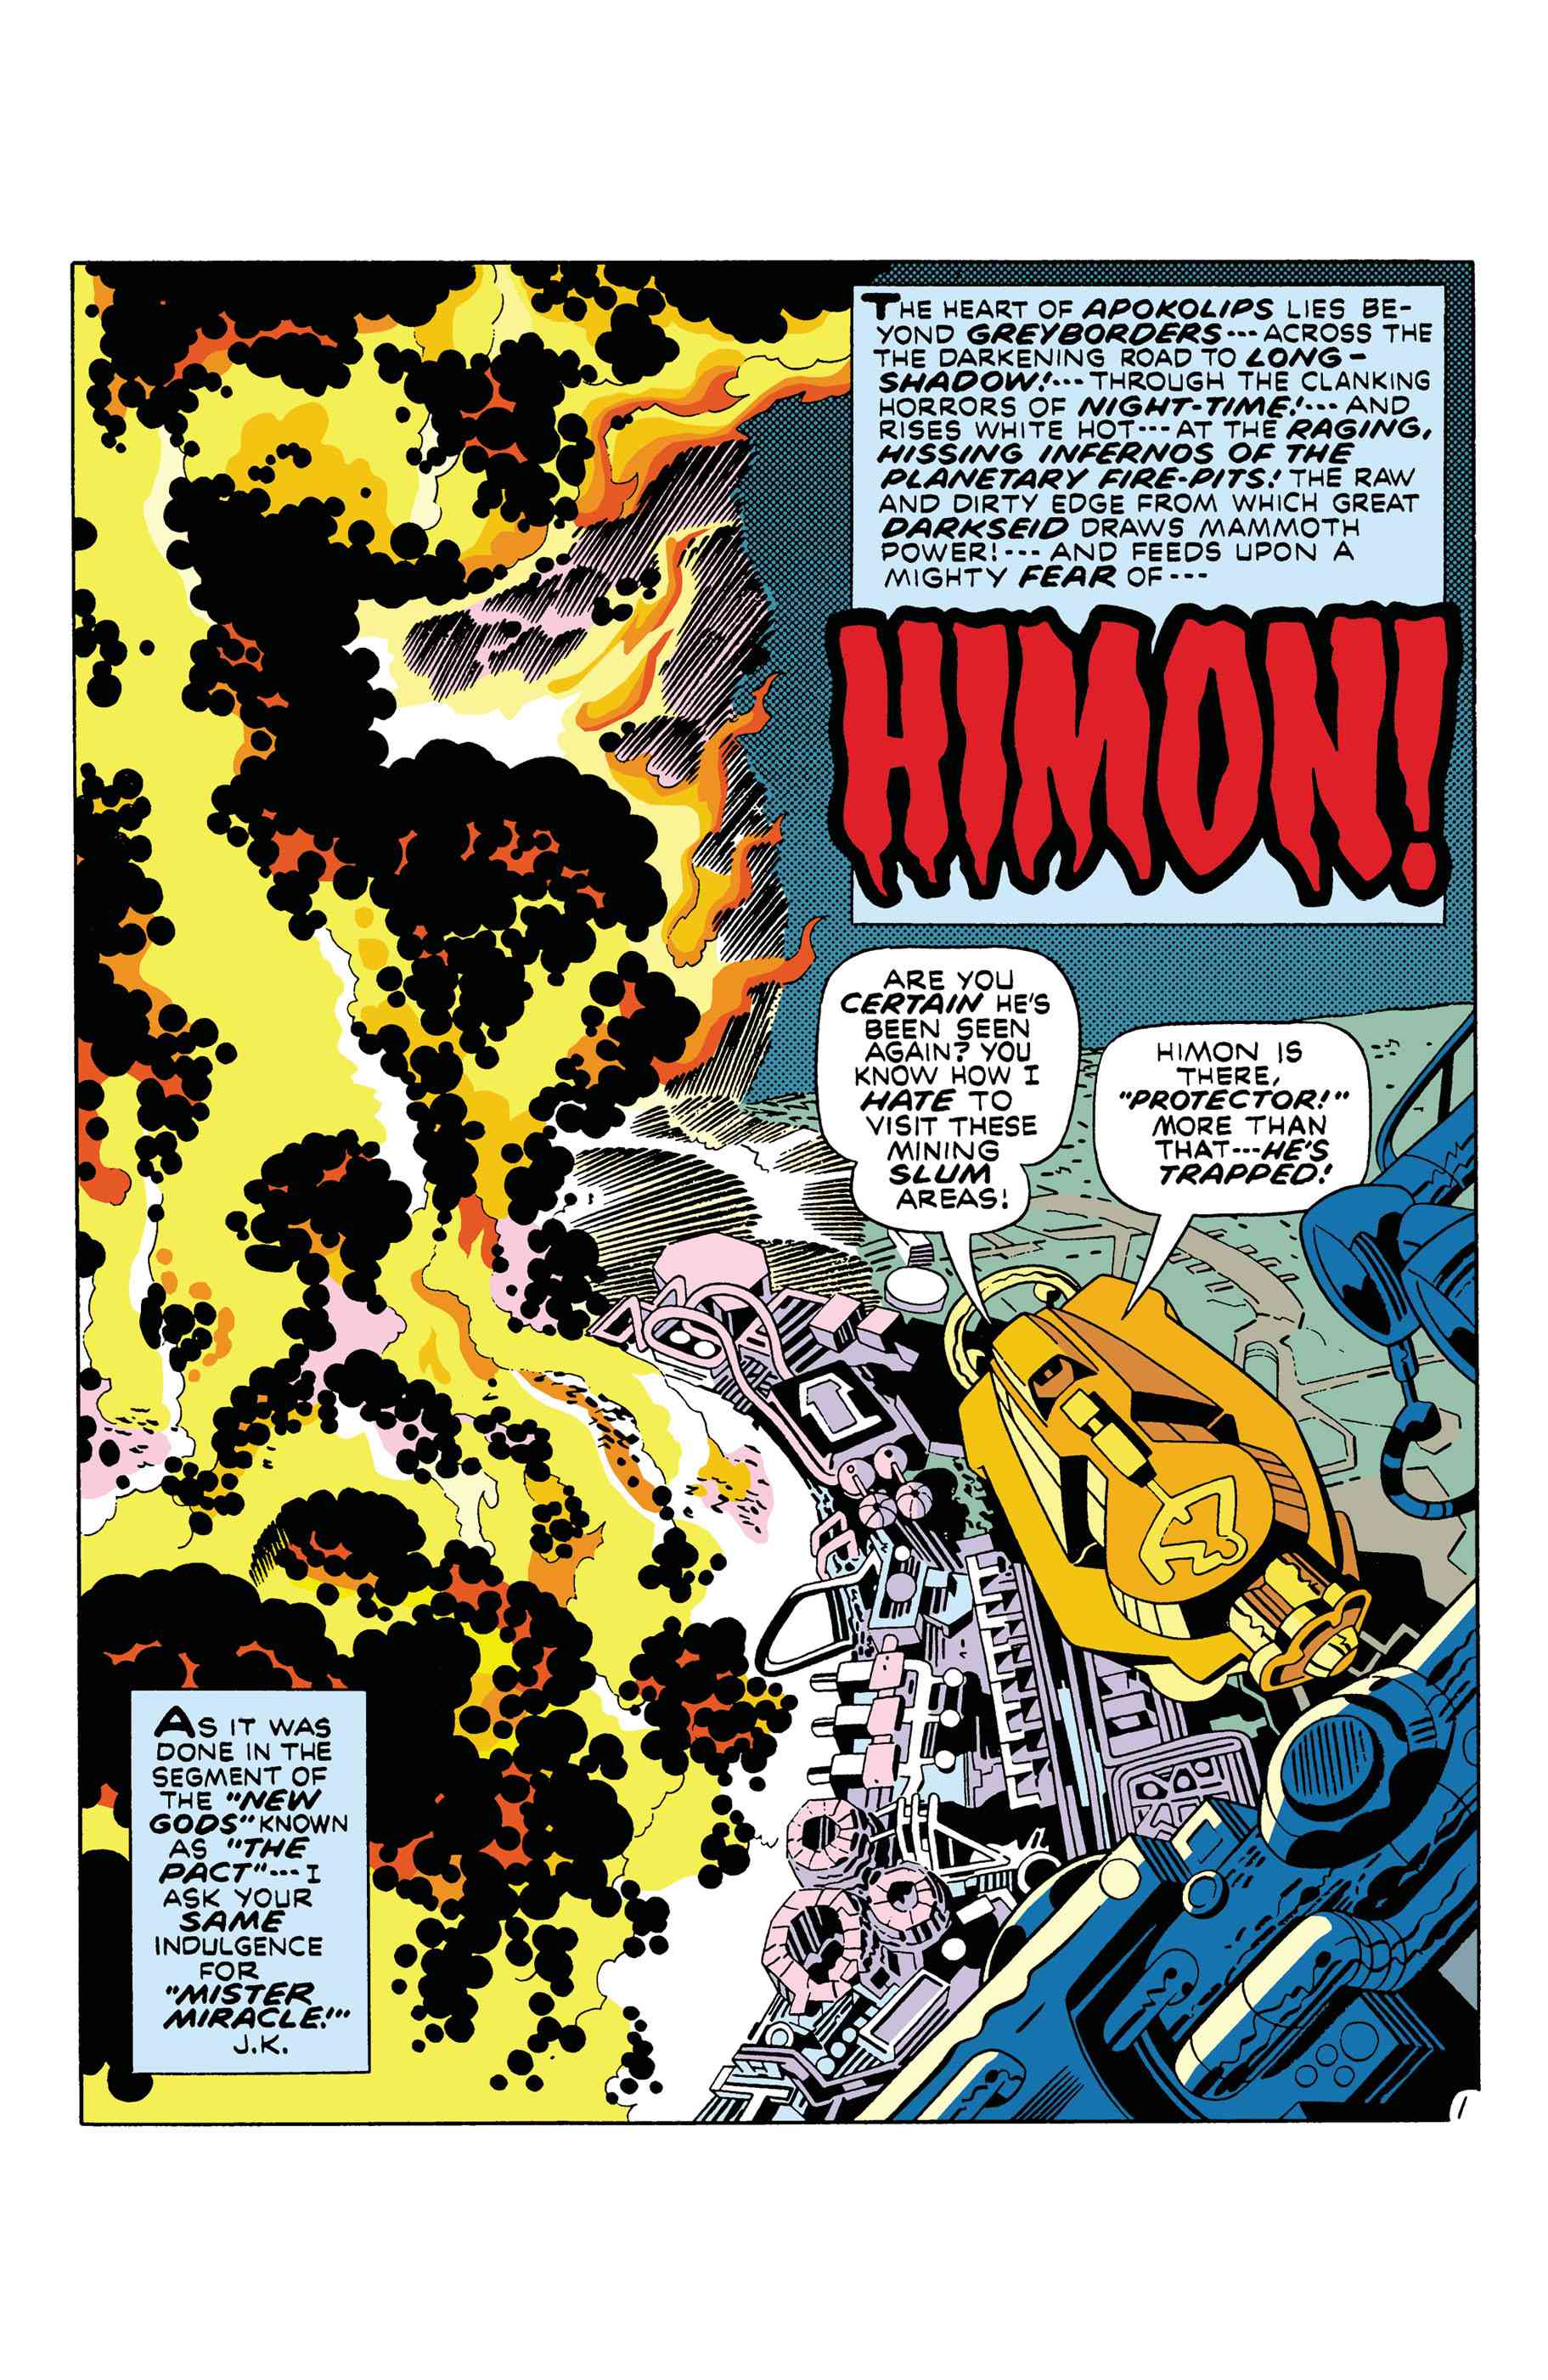 THE HEART OF APOKOLIPS LIES BE-
YOND GREYBORDERS--- ACROSS THE
THE DARKENING ROAD TO LONG-
SHADOW!--- THROUGH THE CLANKING
HORRORS OF NIGHT-TIME!--- AND
RISES WHITE HOT--- AT THE RAGING,
HISSING INFERNOS OF THE
PLANETARY FIRE-PITS! THE RAW
AND DIRTY EDGE FROM WHICH GREAT
DARKSEID DRAWS MAMMOTH
POWER!--- AND FEEDS UPON A
MIGHTY FEAR OF---
HIMON!
ARE YOU
CERTAIN HE'S
BEEN SEEN
AGAIN? YOU
KNOW HOW I
HATE TO
VISIT THESE
MINING
SLUM
AREAS!
HIMON IS
THERE,
"PROTECTOR!"
MORE THAN
THAT---HE'S
TRAPPED!
AS IT WAS
DONE IN THE
SEGMENT OF
THE "NEW
GODS" KNOWN
AS "THE
PACT"--- I
ASK YOUR
SAME
INDULGENCE
FOR
"MISTER
MIRACLE!"
J.K.
1